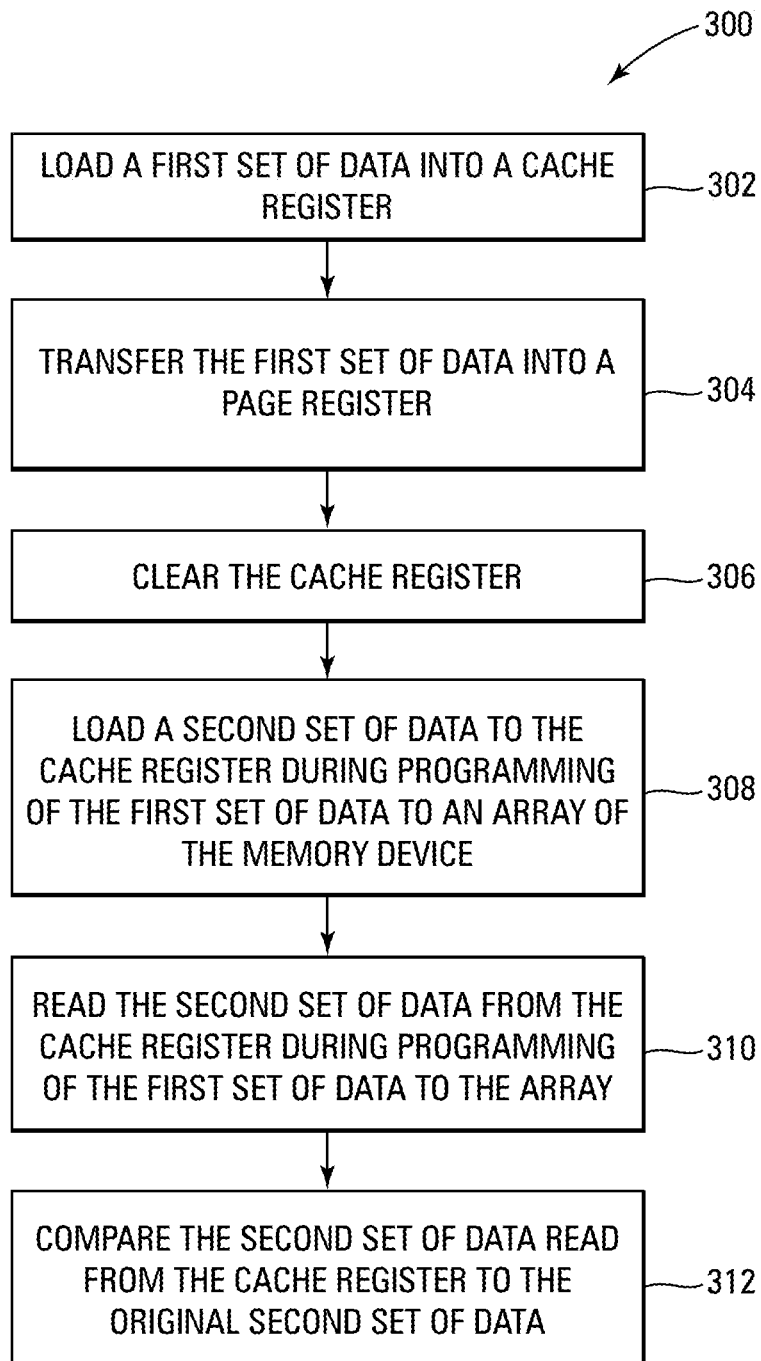 300
LOAD A FIRST SET OF DATA INTO A CACHE
REGISTER
302
TRANSFER THE FIRST SET OF DATA INTO A
PAGE REGISTER
304
CLEAR THE CACHE REGISTER
306
LOAD A SECOND SET OF DATA TO THE
CACHE REGISTER DURING PROGRAMMING
OF THE FIRST SET OF DATA TO AN ARRAY OF
THE MEMORY DEVICE
308
READ THE SECOND SET OF DATA FROM THE
CACHE REGISTER DURING PROGRAMMING
OF THE FIRST SET OF DATA TO THE ARRAY
310
COMPARE THE SECOND SET OF DATA READ
FROM THE CACHE REGISTER TO THE
ORIGINAL SECOND SET OF DATA
312